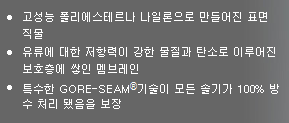 • 고성능 폴리에스테르나 나일론으로 만들어진 표면
직물
• 유류에 대한 저항력이 강한 물질과 탄소로 이루어진
보호층에 쌓인 멤브레인
• 특수한 GORE-SEAM®기술이 모든 솔기가 100% 방
수 처리 됐음을 보장